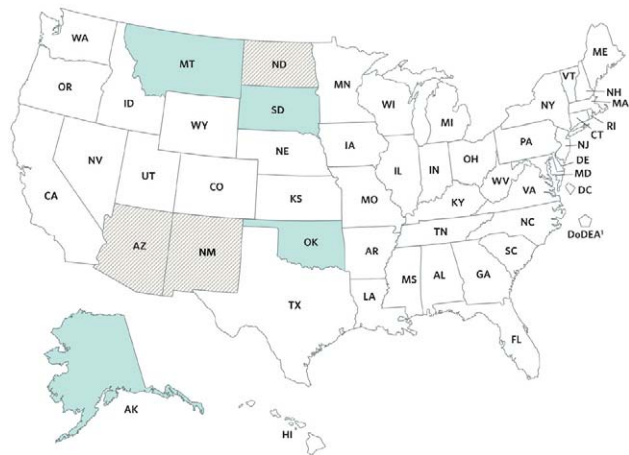 WA
ME
MT
ND
VT
MN
OR
NH
MA
ID
SD
WI
NY
WY
MI
RI
CT
IA
PA
NE
NJ
NV
OH
DE
IL
IN
UT
MD
CO
WV
VA
DC
CA
KS
MO
KY
NC
DoDEA¹
TN
OK
AZ
NM
AR
SC
MS
AL
GA
LA
TX
FL
AK
HI